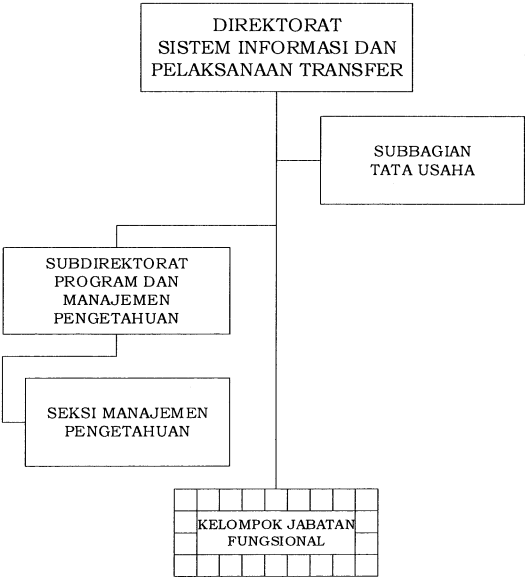 DIREKTORAT
SISTEM INFORMASI DAN
PELAKSANAAN TRANSFER
SUBBAGIAN
TATA USAHA
SUBDIREKTORAT
PROGRAM DAN
MANAJEMEN
PENGETAHUAN
SEKSI MANAJEMEN
PENGETAHUAN
KELOMPOK JABATAN
FUNGSIONAL